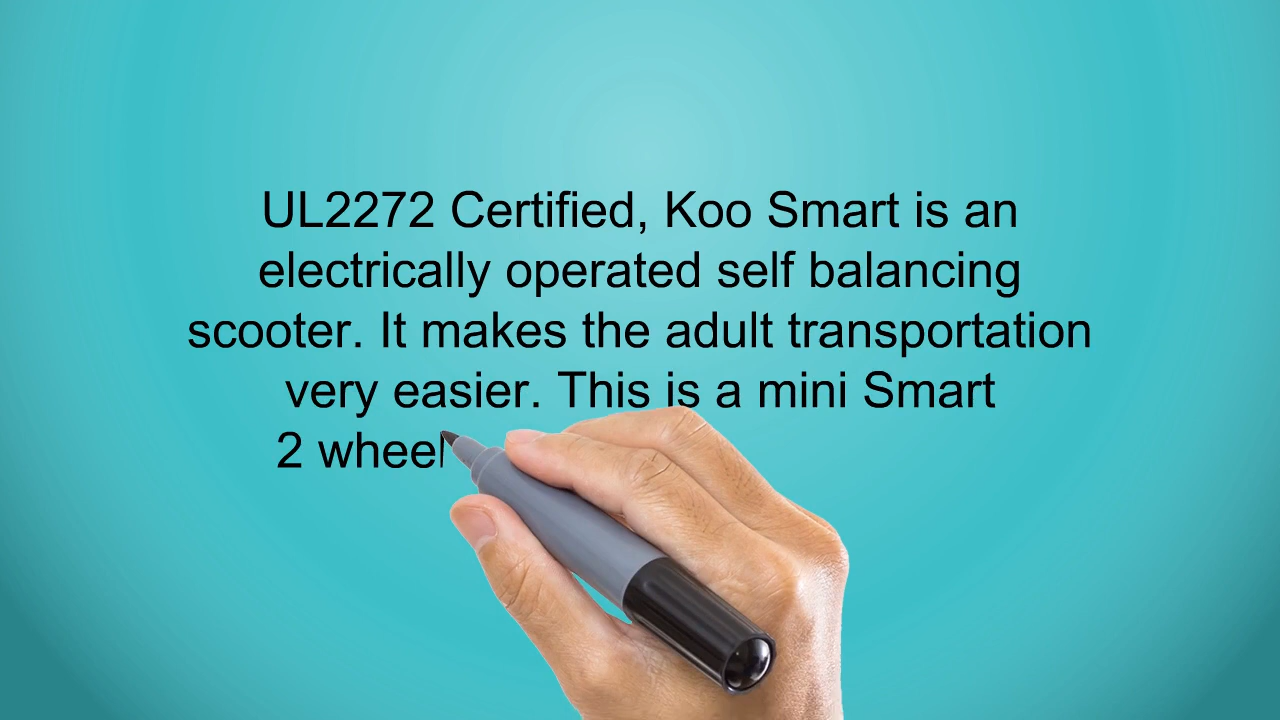 UL2272 Certified, Koo Smart is an
electrically operated self balancing
scooter. It makes the adult transportation
very easier. This is a mini Smart
2 wheel